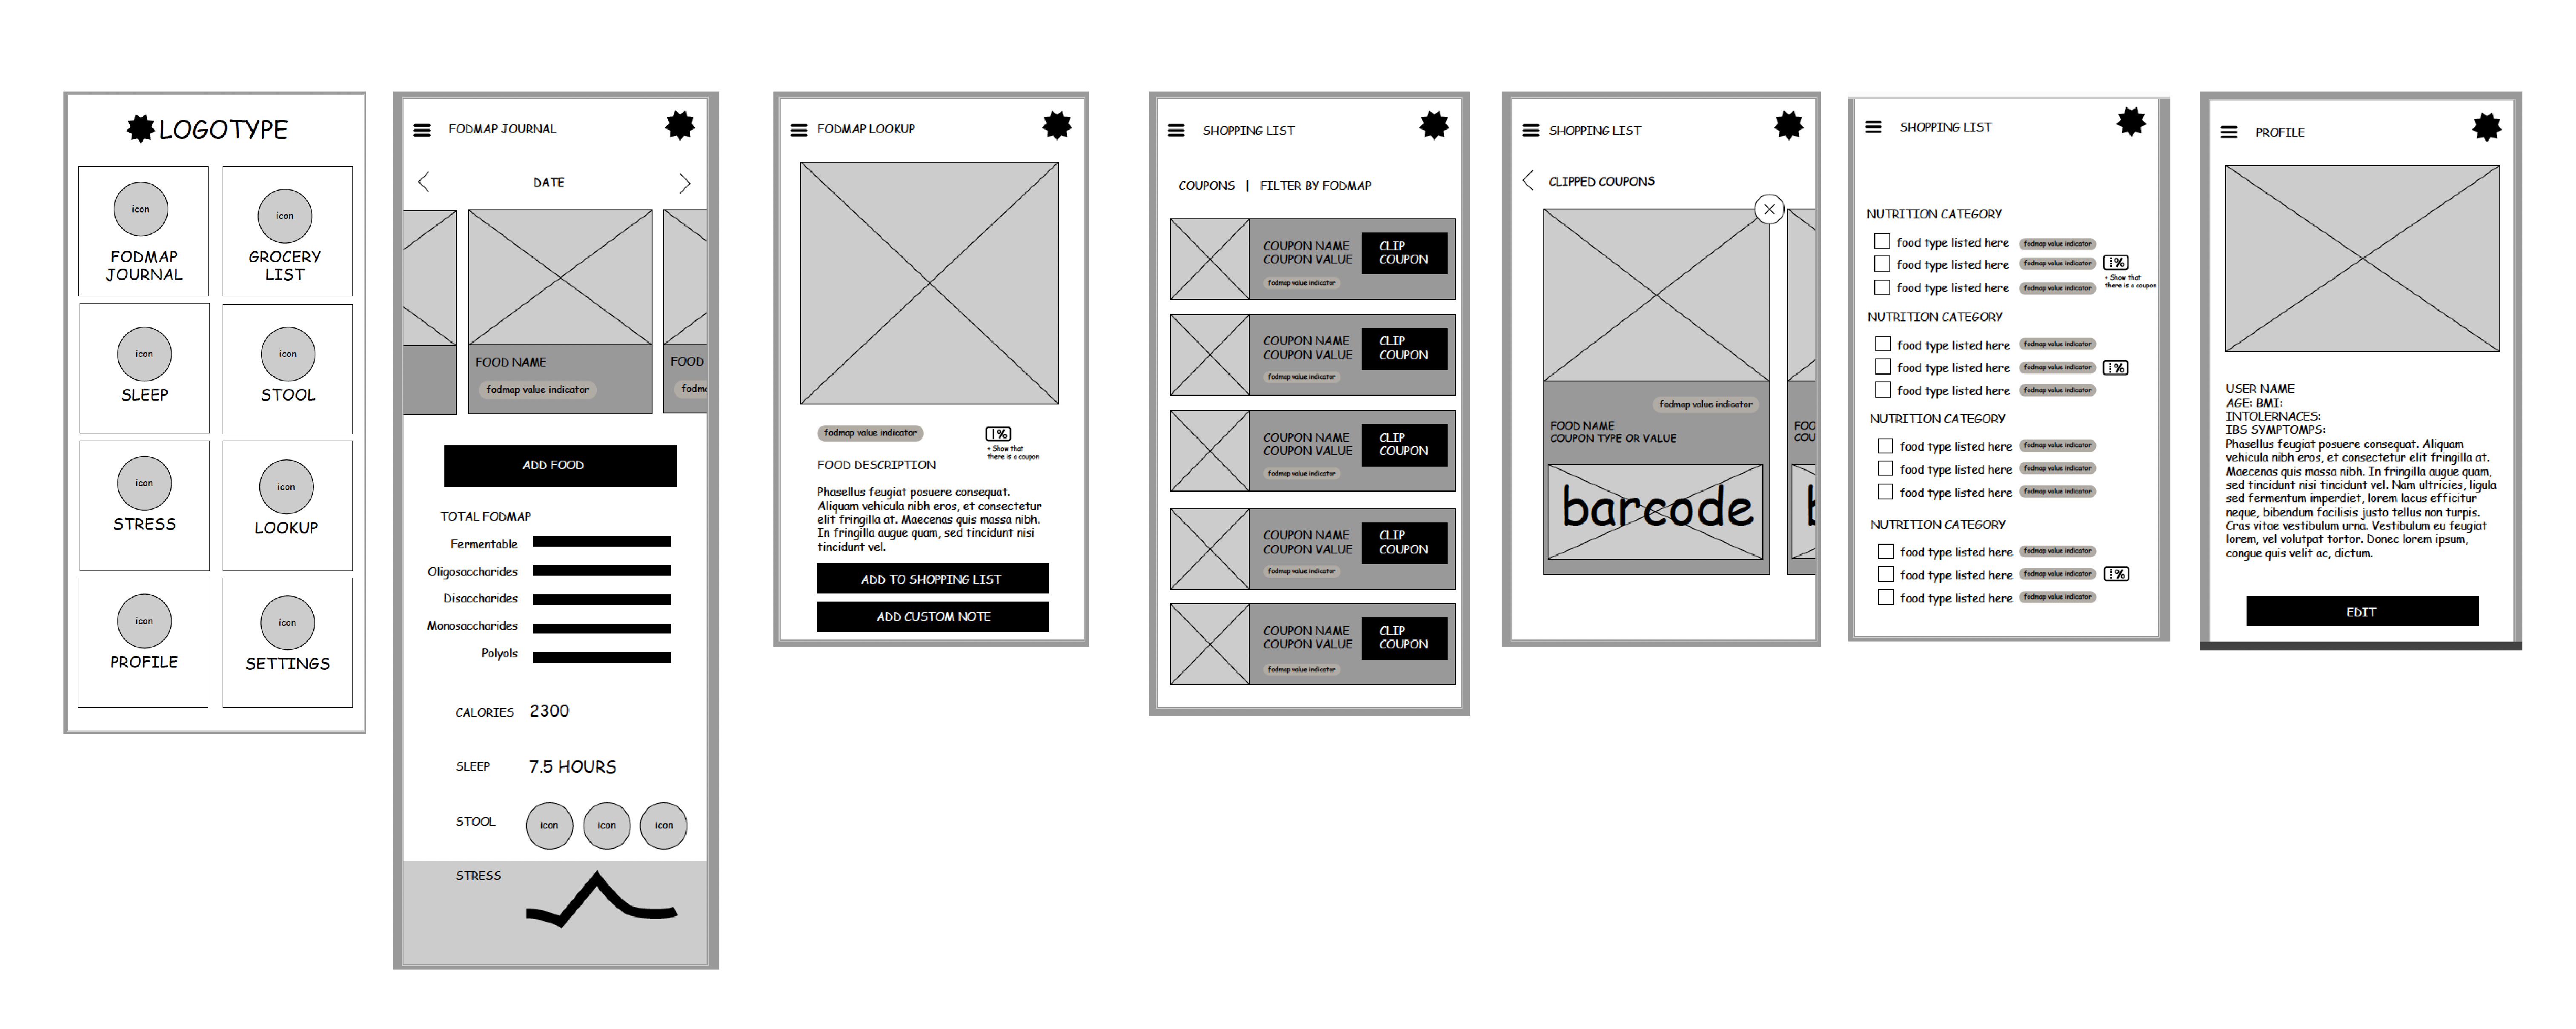 LOGOTYPE
icon
FODMAP
JOURNAL
icon
GROCERY
LIST
icon
SLEEP
icon
STOOL
icon
STRESS
icon
LOOKUP
icon
PROFILE
icon
SETTINGS
FODMAP JOURNAL
DATE
FOOD NAME
fodmap value indicator
FOOD
fodm
ADD FOOD
TOTAL FODMAP
Fermentable
Oligosaccharides
Disaccharides
Monosaccharides
Polyols
CALORIES 2300
SLEEP 7.5 HOURS
STOOL icon icon icon
STRESS
FODMAP LOOKUP
fodmap value indicator
%
* Show that
there is a coupon
FOOD DESCRIPTION
Phasellus feugiat posuere consequat.
Aliquam vehicula nibh eros, et consectetur
elit fringilla at. Maecenas quis massa nibh.
In fringilla augue quam, sed tincidunt nisi
tincidunt vel.
ADD TO SHOPPING LIST
ADD CUSTOM NOTE
SHOPPING LIST
COUPONS | FILTER BY FODMAP
COUPON NAME
COUPON VALUE
fodmap value indicator
CLIP
COUPON
COUPON NAME
COUPON VALUE
fodmap value indicator
CLIP
COUPON
COUPON NAME
COUPON VALUE
fodmap value indicator
CLIP
COUPON
COUPON NAME
COUPON VALUE
fodmap value indicator
CLIP
COUPON
COUPON NAME
COUPON VALUE
fodmap value indicator
CLIP
COUPON
SHOPPING LIST
CLIPPED COUPONS
fodmap value indicator
FOOD NAME
COUPON TYPE OR VALUE
barcode
FOO
COU
b
SHOPPING LIST
NUTRITION CATEGORY
food type listed here fodmap value indicator
food type listed here fodmap value indicator %
* Show that
there is a coupon
food type listed here fodmap value indicator
NUTRITION CATEGORY
food type listed here fodmap value indicator
food type listed here fodmap value indicator %
food type listed here fodmap value indicator
NUTRITION CATEGORY
food type listed here fodmap value indicator
food type listed here fodmap value indicator
food type listed here fodmap value indicator
NUTRITION CATEGORY
food type listed here fodmap value indicator
food type listed here fodmap value indicator %
food type listed here fodmap value indicator
PROFILE
USER NAME
AGE: BMI:
INTOLERNACES:
IBS SYMPTOMPS:
Phasellus feugiat posuere consequat. Aliquam
vehicula nibh eros, et consectetur elit fringilla at.
Maecenas quis massa nibh. In fringilla augue quam,
sed tincidunt nisi tincidunt vel. Nam ultricies, ligula
sed fermentum imperdiet, lorem lacus efficitur
neque, bibendum facilisis justo tellus non turpis.
Cras vitae vestibulum urna. Vestibulum eu feugiat
lorem, vel volutpat tortor. Donec lorem ipsum,
congue quis velit ac, dictum.
EDIT